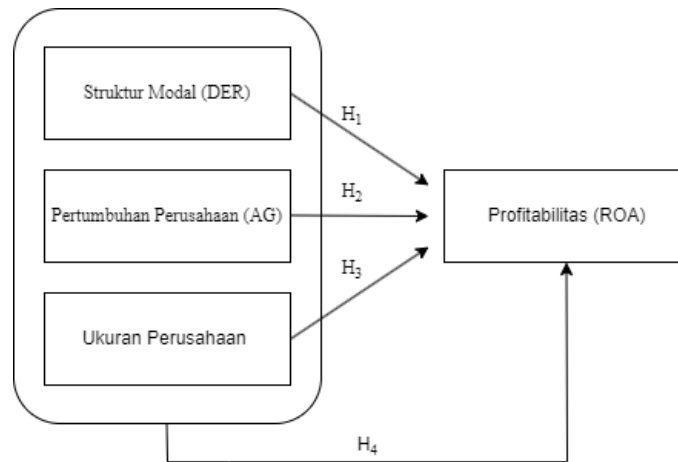 Struktur Modal (DER)
H1
Pertumbuhan Perusahaan (AG)
H2
Profitabilitas (ROA)
H3
Ukuran Perusahaan
H4